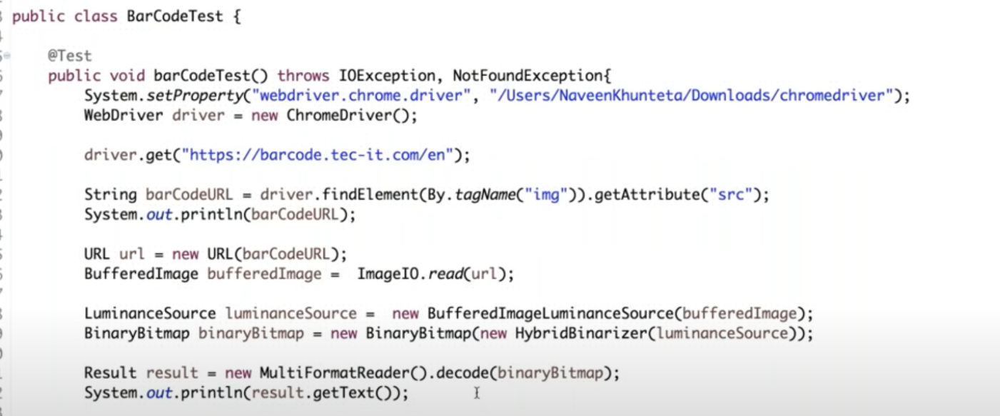 public class BarCodeTest {
@Test
public void barCodeTest() throws IOException, NotFoundException{
System.setProperty("webdriver.chrome.driver", "/Users/NaveenKhunteta/Downloads/chromedriver");
WebDriver driver = new ChromeDriver();
driver.get("https://barcode.tec-it.com/en");
String barCodeURL = driver.findElement(By.tagName("img")).getAttribute("src");
System.out.println(barCodeURL);
URL url = new URL(barCodeURL);
BufferedImage bufferedImage =  ImageIO.read(url);
LuminanceSource luminanceSource =  new BufferedImageLuminanceSource(bufferedImage);
BinaryBitmap binaryBitmap = new BinaryBitmap(new HybridBinarizer(luminanceSource));
Result result = new MultiFormatReader().decode(binaryBitmap);
System.out.println(result.getText());